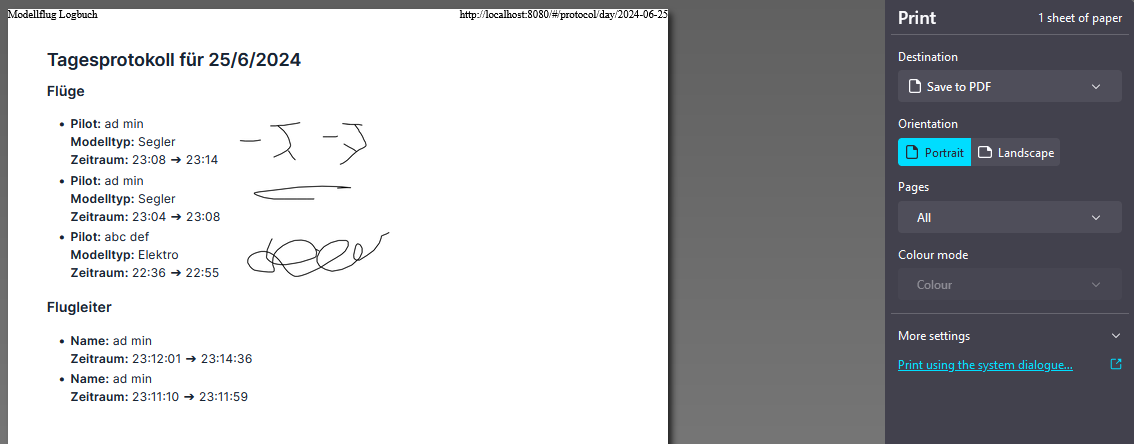 Modellflug Logbuch
http://localhost:8080/#/protocol/day/2024-06-25
Tagesprotokoll für 25/6/2024
Flüge
• Pilot: ad min
Modelltyp: Segler
Zeitraum: 23:08 ➔ 23:14
• Pilot: ad min
Modelltyp: Segler
Zeitraum: 23:04 ➔ 23:08
• Pilot: abc def
Modelltyp: Elektro
Zeitraum: 22:36 ➔ 22:55
Flugleiter
• Name: ad min
Zeitraum: 23:12:01 ➔ 23:14:36
• Name: ad min
Zeitraum: 23:11:10 ➔ 23:11:59
Print
1 sheet of paper
Destination
Save to PDF
Orientation
Portrait
Landscape
Pages
All
Colour mode
Colour
More settings
Print using the system dialogue...